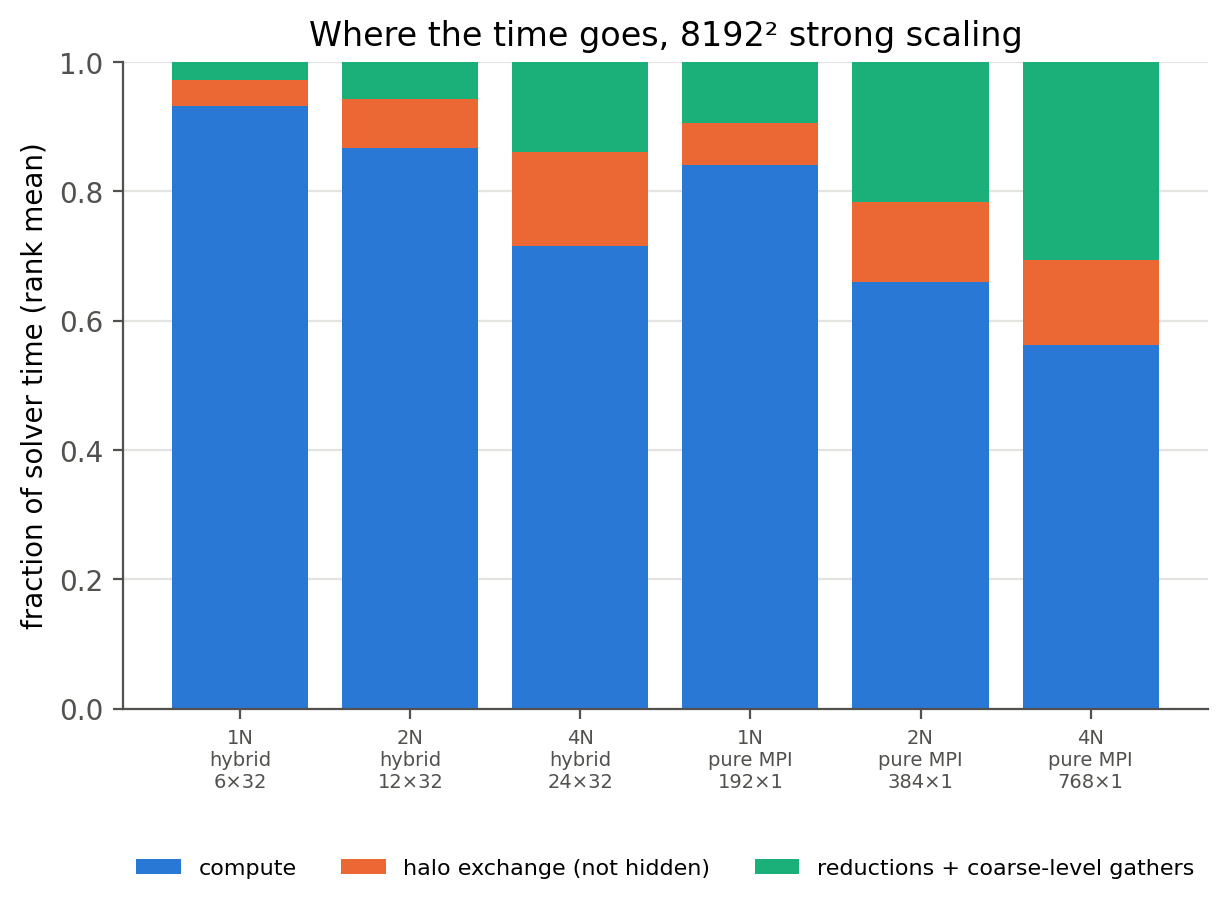 Where the time goes, 8192² strong scaling
fraction of solver time (rank mean)
1.0
0.8
0.6
0.4
0.2
0.0
1N
hybrid
6×32
2N
hybrid
12×32
4N
hybrid
24×32
1N
pure MPI
192×1
2N
pure MPI
384×1
4N
pure MPI
768×1
compute
halo exchange (not hidden)
reductions + coarse-level gathers